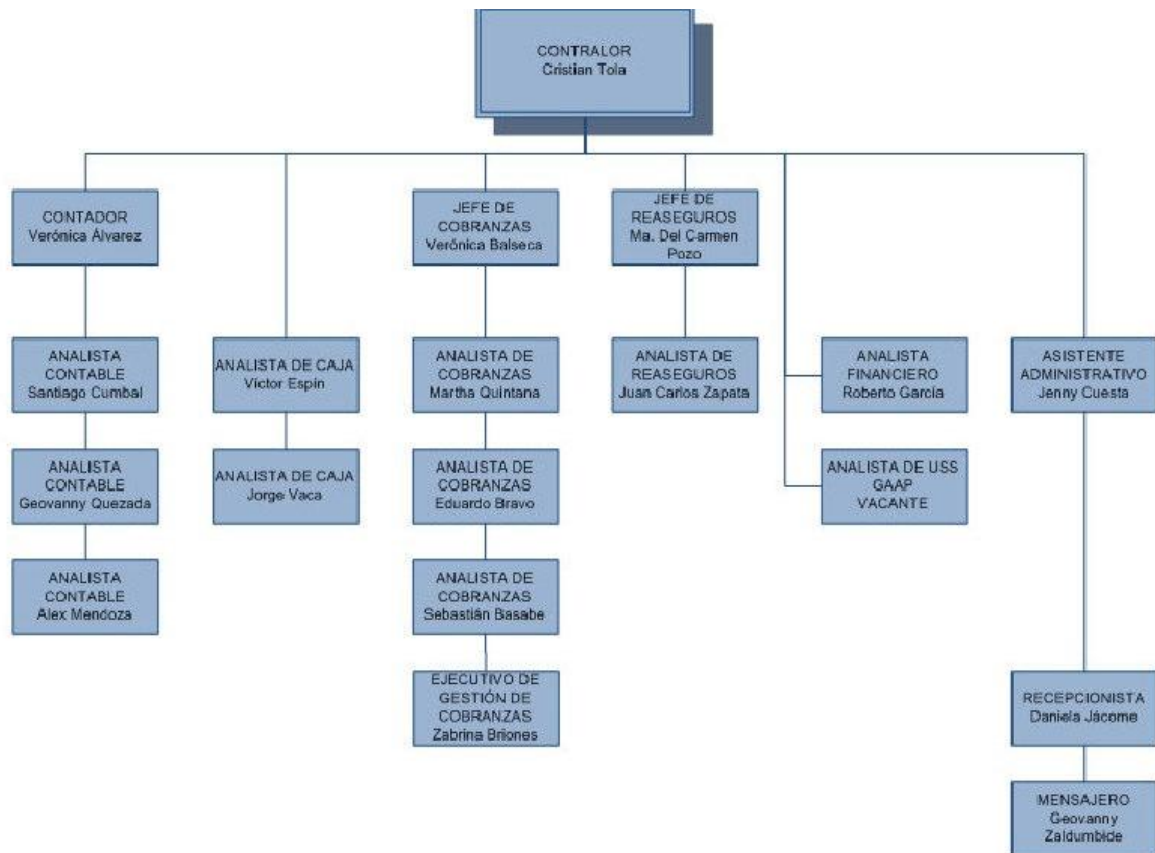 CONTRALOR
Cristian Tola
CONTADOR
Verónica Álvarez
JEFE DE
COBRANZAS
Verónica Balseca
JEFE DE
REASEGUROS
Ma. Del Carmen
Pozo
ANALISTA
CONTABLE
Santiago Cumbal
ANALISTA DE CAJA
Víctor Espín
ANALISTA DE
COBRANZAS
Martha Quintana
ANALISTA DE
REASEGUROS
Juan Carlos Zapata
ANALISTA
FINANCIERO
Roberto García
ASISTENTE
ADMINISTRATIVO
Jenny Cuesta
ANALISTA
CONTABLE
Geovanny Quezada
ANALISTA DE CAJA
Jorge Vaca
ANALISTA DE
COBRANZAS
Eduardo Bravo
ANALISTA DE USS
GAAP
VACANTE
ANALISTA
CONTABLE
Alex Mendoza
ANALISTA DE
COBRANZAS
Sebastián Basabe
EJECUTIVO DE
GESTIÓN DE
COBRANZAS
Zabrina Briones
RECEPCIONISTA
Daniela Jácome
MENSAJERO
Geovanny
Zaldumbide